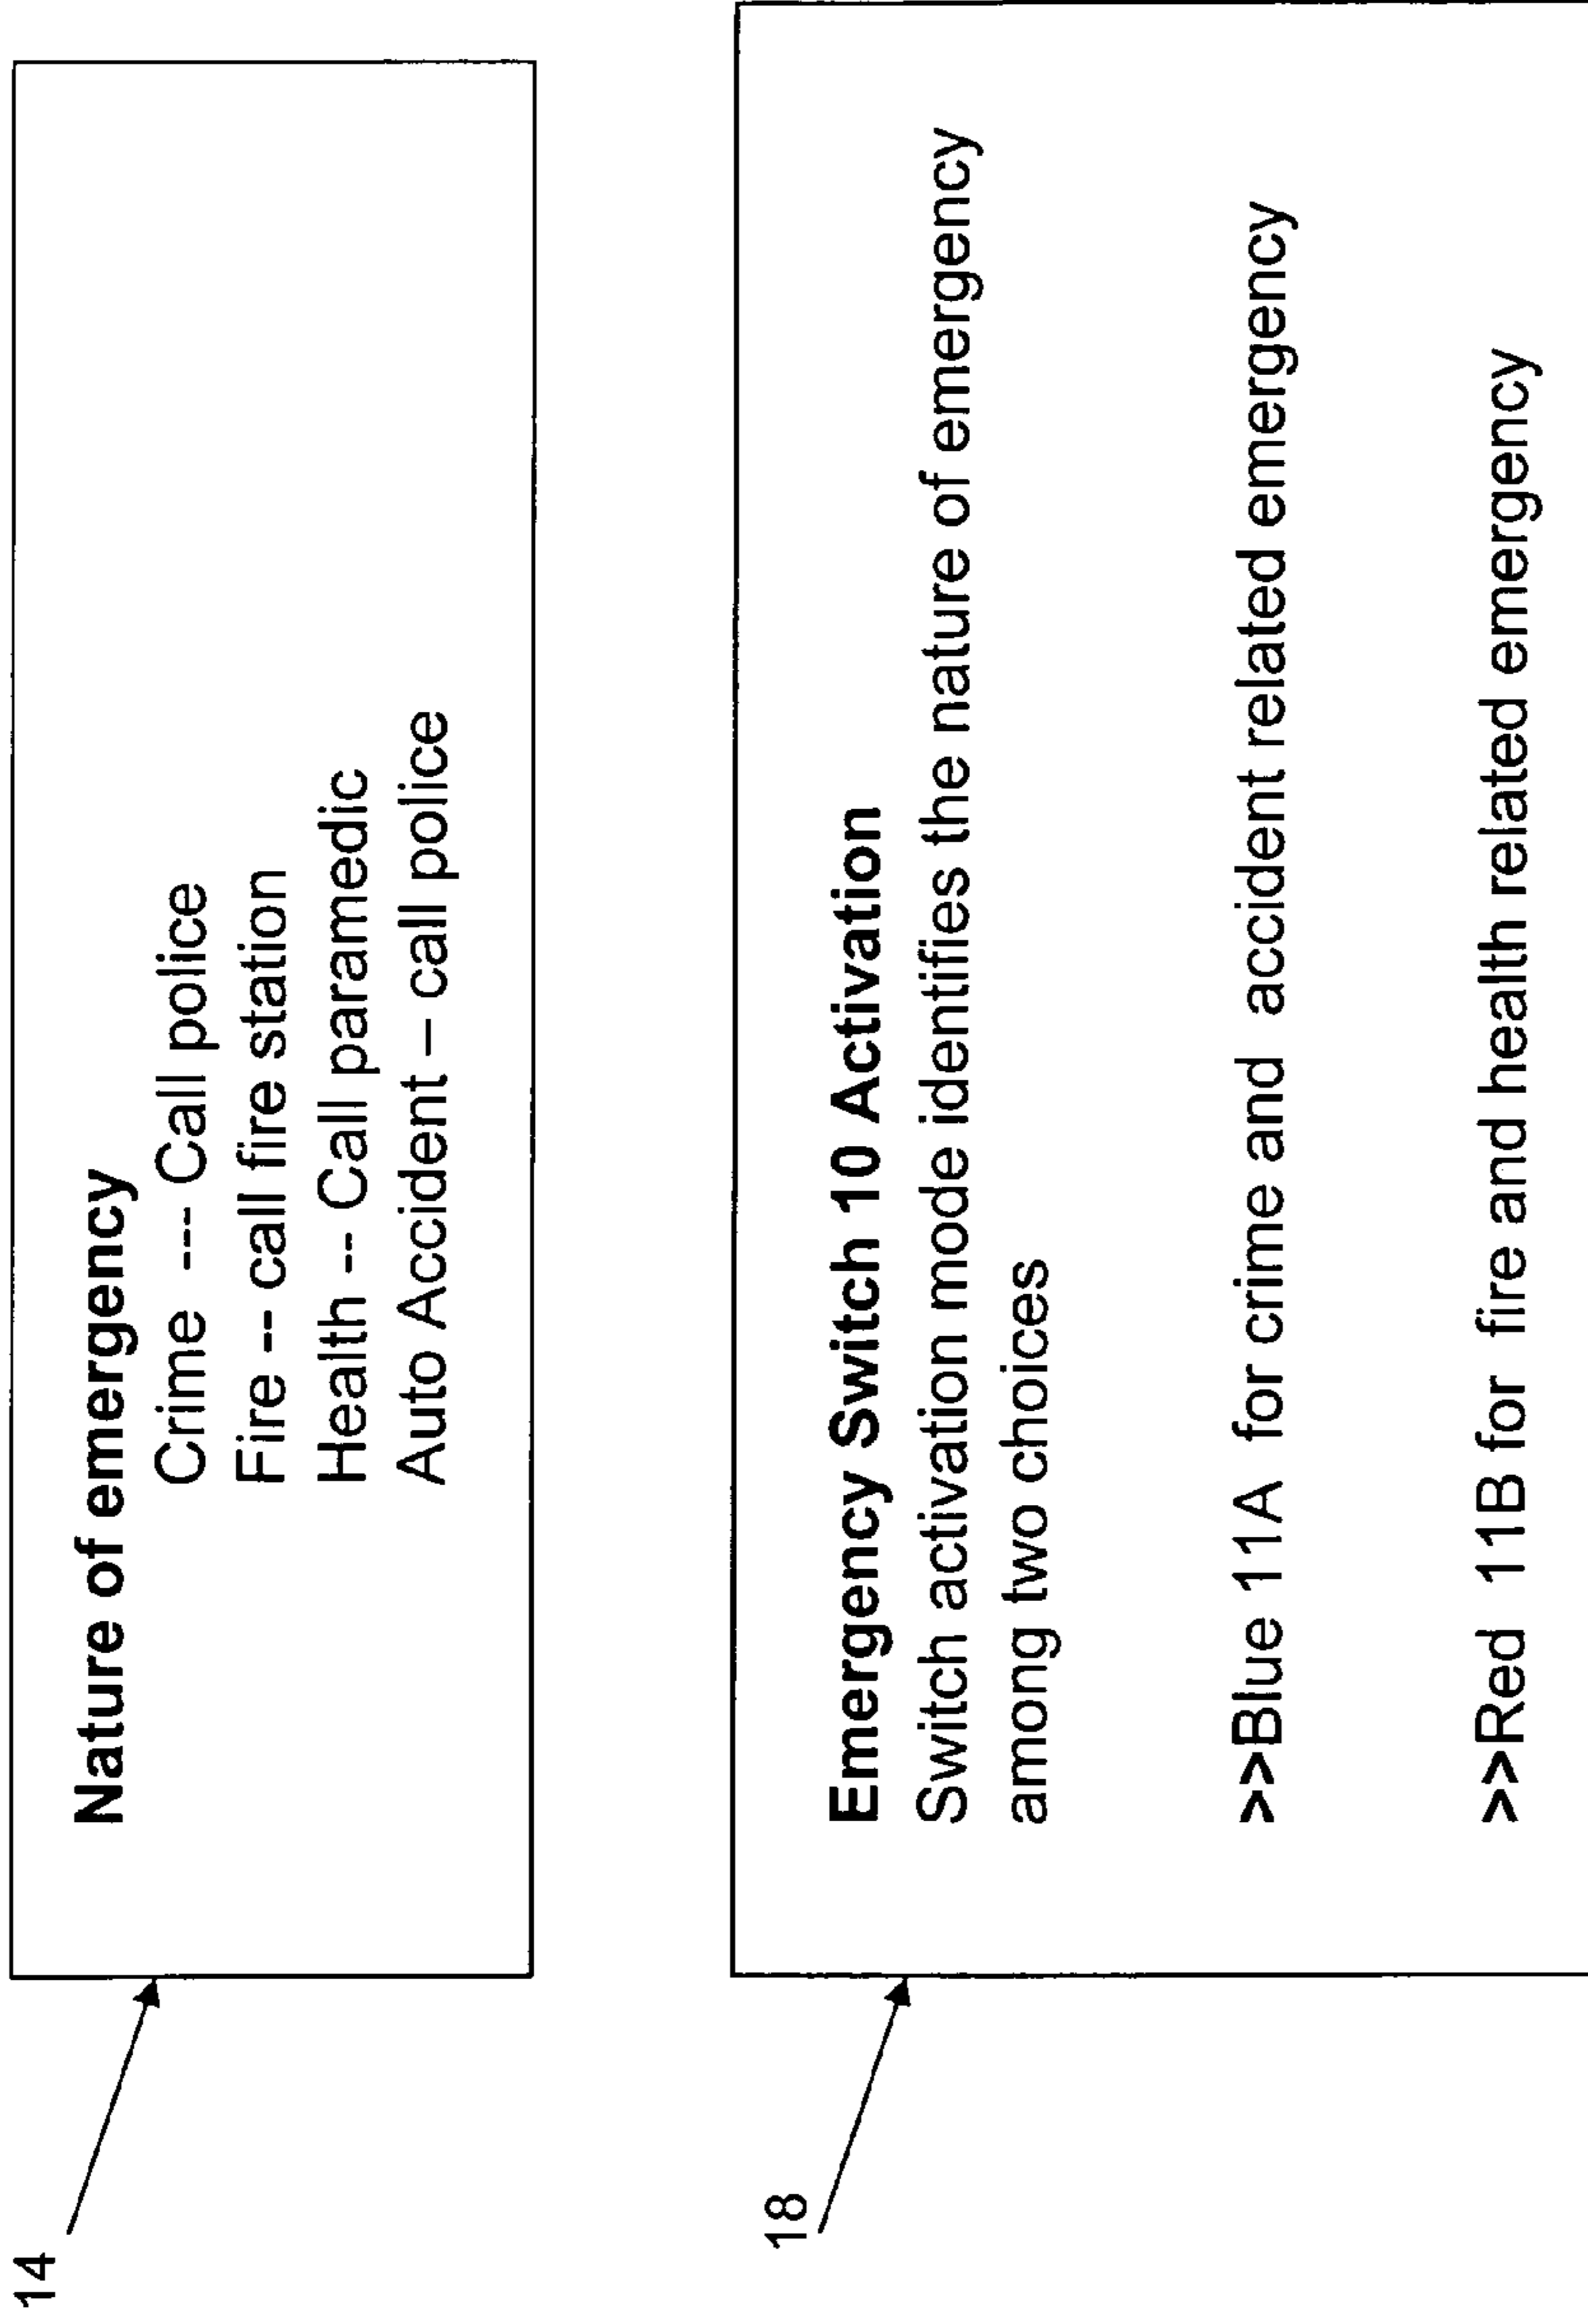 14
Nature of emergency
Crime --- Call police
Fire -- call fire station
Health -- Call paramedic
Auto Accident – call police
18
Emergency Switch 10 Activation
Switch activation mode identifies the nature of emergency
among two choices
>>Blue 11A for crime and accident related emergency
>>Red 11B for fire and health related emergency